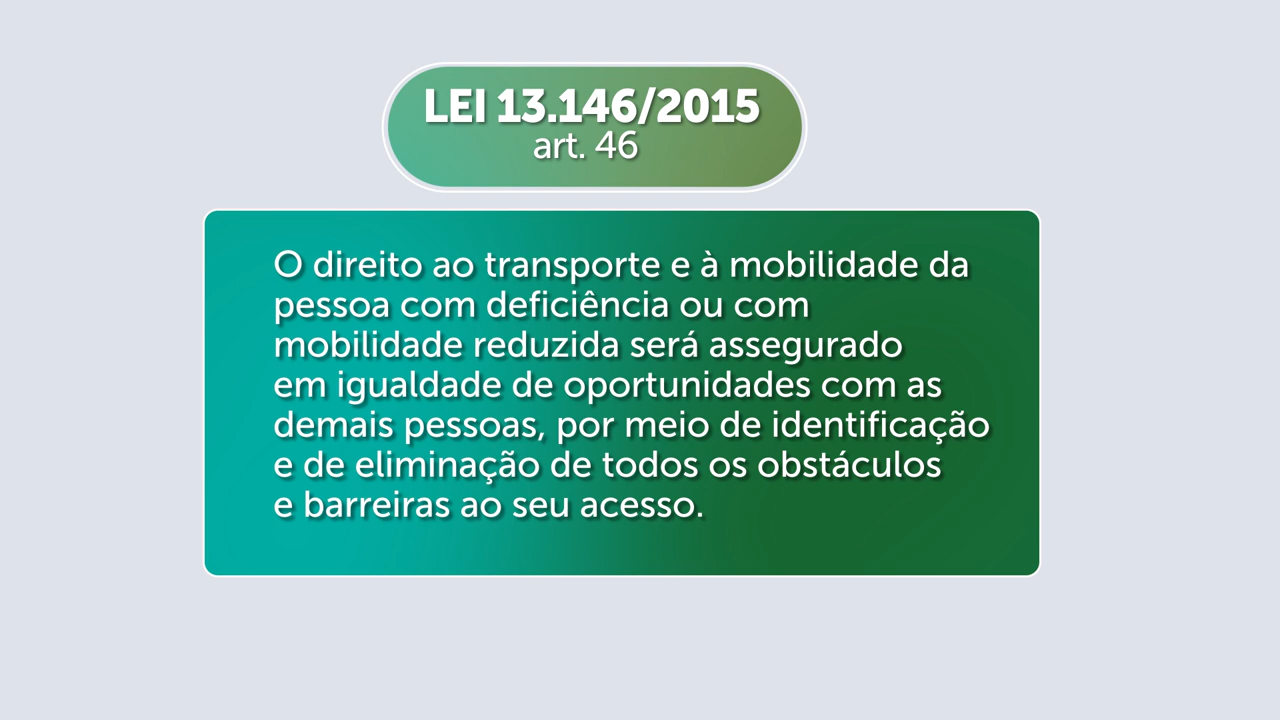 LEI 13.146/2015
art. 46
O direito ao transporte e à mobilidade da
pessoa com deficiência ou com
mobilidade reduzida será assegurado
em igualdade de oportunidades com as
demais pessoas, por meio de identificação
e de eliminação de todos os obstáculos
e barreiras ao seu acesso.